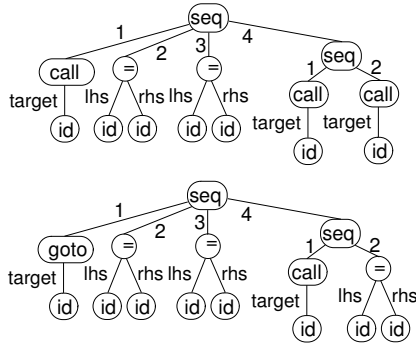 seq
1 2 3 4
call = = seq
1 2
target lhs rhs lhs rhs call call
id id id id id target target
id id
seq
1 2 3 4
goto = = seq
1 2
target lhs rhs lhs rhs call =
id id id id id target lhs rhs
id id id